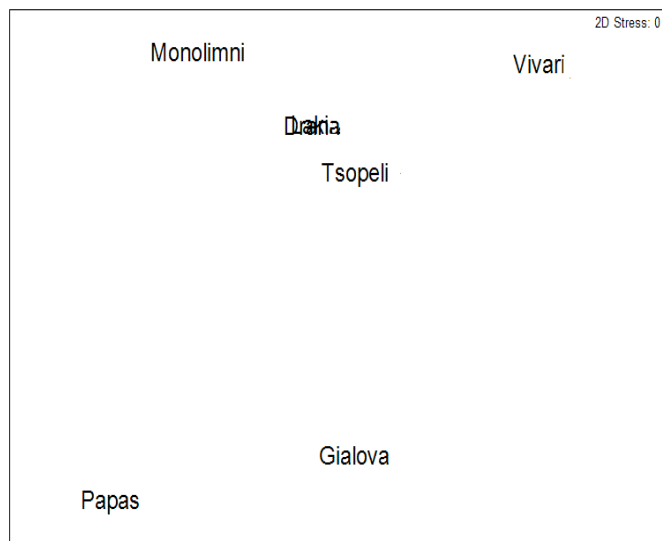 2D Stress: 0
Monolimni
Vivari
Tsopeli
Gialova
Papas